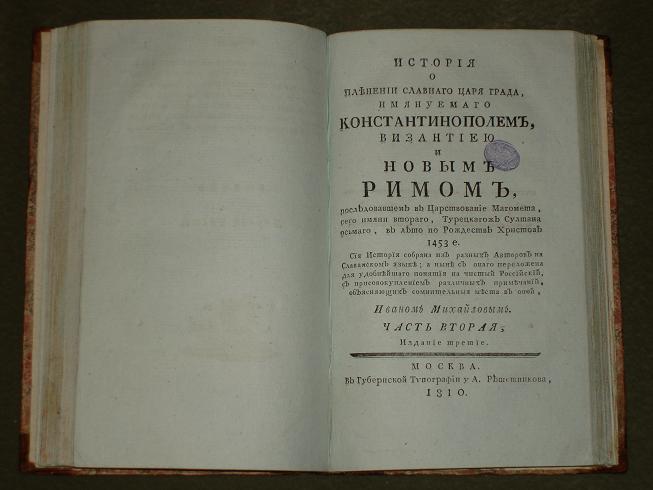 ИСТОРІЯ
О
ПЛѢНЕНІИ СЛАВНАГО ЦАРЯ ГРАДА,
ИМЯНУЕМАГО
КОНСТАНТИНОПОЛЕМЪ,
ВИЗАНТІЕЮ
И
НОВЫМЪ
РИМОМЪ,
послѣдовавшемъ въ Царствованіе Магомета,
сего имяни втораго, Турецкагожъ Султана
осьмаго, въ лѣто по Рождествѣ Христовѣ
1453 е.
Сія Исторія собрана изъ разныхъ Авторовъ на
Славанскомъ языкѣ; а нынѣ съ онаго переложена
для удобнѣйшаго понятія на чистый Россійскій,
съ присовокупленіемъ различныхъ примѣчаній,
объясняющихъ сомнительныя мѣста въ оной,
Иваномъ Михайловымъ.
ЧАСТЬ ВТОРАЯ,
Изданіе третіе.
МОСКВА.
Въ Губернской Типографіи у А. Рѣшетникова,
1810.